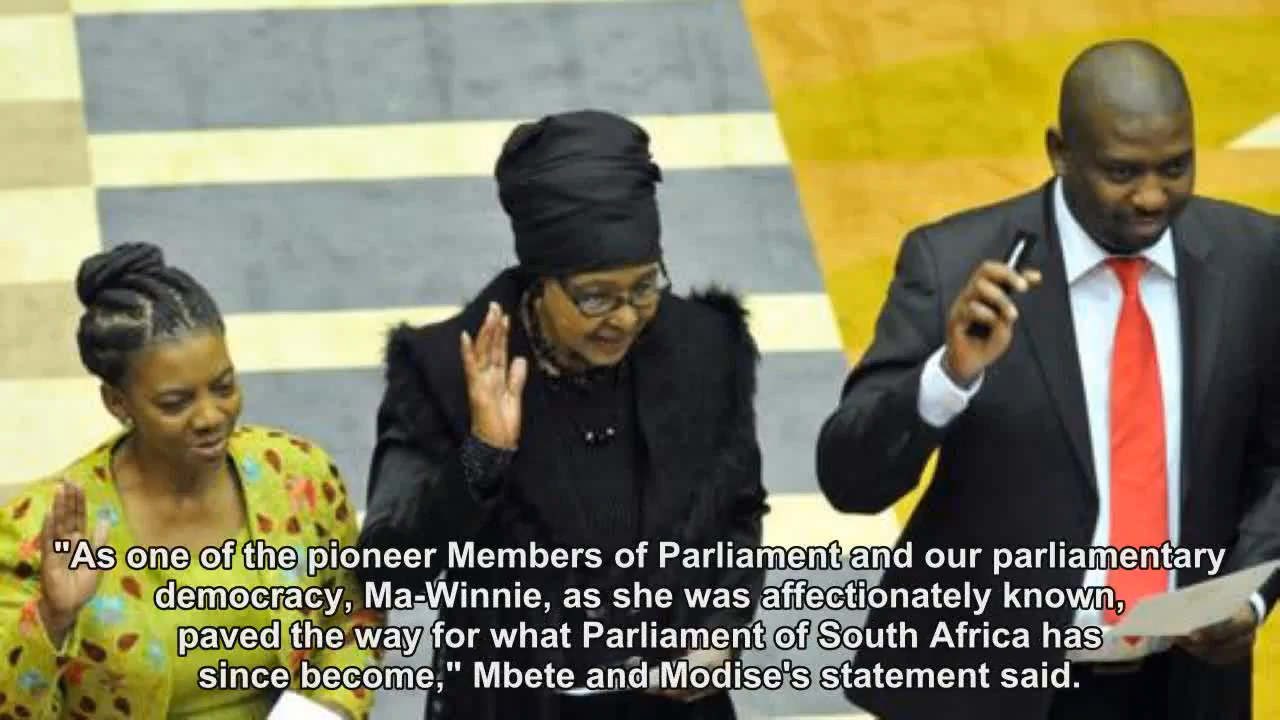 "As one of the pioneer Members of Parliament and our parliamentary
democracy, Ma-Winnie, as she was affectionately known,
paved the way for what Parliament of South Africa has
since become," Mbete and Modise's statement said.